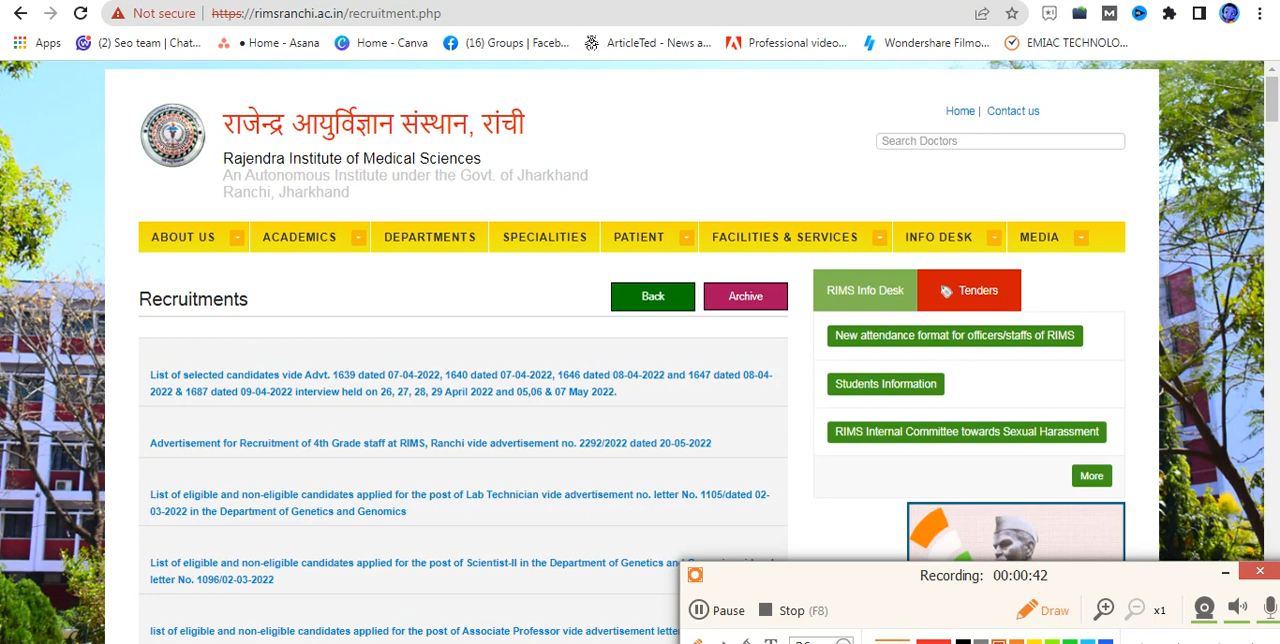 Not secure https://rimsranchi.ac.in/recruitment.php
Apps (2) Seo team | Chat... • Home - Asana Home - Canva (16) Groups | Faceb... ArticleTed - News a... Professional video... Wondershare Filmo... EMIAC TECHNOLO...
राजेन्द्र आयुर्विज्ञान संस्थान, रांची
Rajendra Institute of Medical Sciences
An Autonomous Institute under the Govt. of Jharkhand
Ranchi, Jharkhand
Home | Contact us
Search Doctors
ABOUT US ACADEMICS DEPARTMENTS SPECIALITIES PATIENT FACILITIES & SERVICES INFO DESK MEDIA
Recruitments
Back Archive
List of selected candidates vide Advt. 1639 dated 07-04-2022, 1640 dated 07-04-2022, 1646 dated 08-04-2022 and 1647 dated 08-04-
2022 & 1687 dated 09-04-2022 interview held on 26, 27, 28, 29 April 2022 and 05,06 & 07 May 2022.
Advertisement for Recruitment of 4th Grade staff at RIMS, Ranchi vide advertisement no. 2292/2022 dated 20-05-2022
List of eligible and non-eligible candidates applied for the post of Lab Technician vide advertisement no. letter No. 1105/dated 02-
03-2022 in the Department of Genetics and Genomics
List of eligible and non-eligible candidates applied for the post of Scientist-II in the Department of Genetics
letter No. 1096/02-03-2022
list of eligible and non-eligible candidates applied for the post of Associate Professor vide advertisement
RIMS Info Desk Tenders
New attendance format for officers/staffs of RIMS
Students Information
RIMS Internal Committee towards Sexual Harassment
More
Recording: 00:00:42
Pause Stop (F8) Draw x1